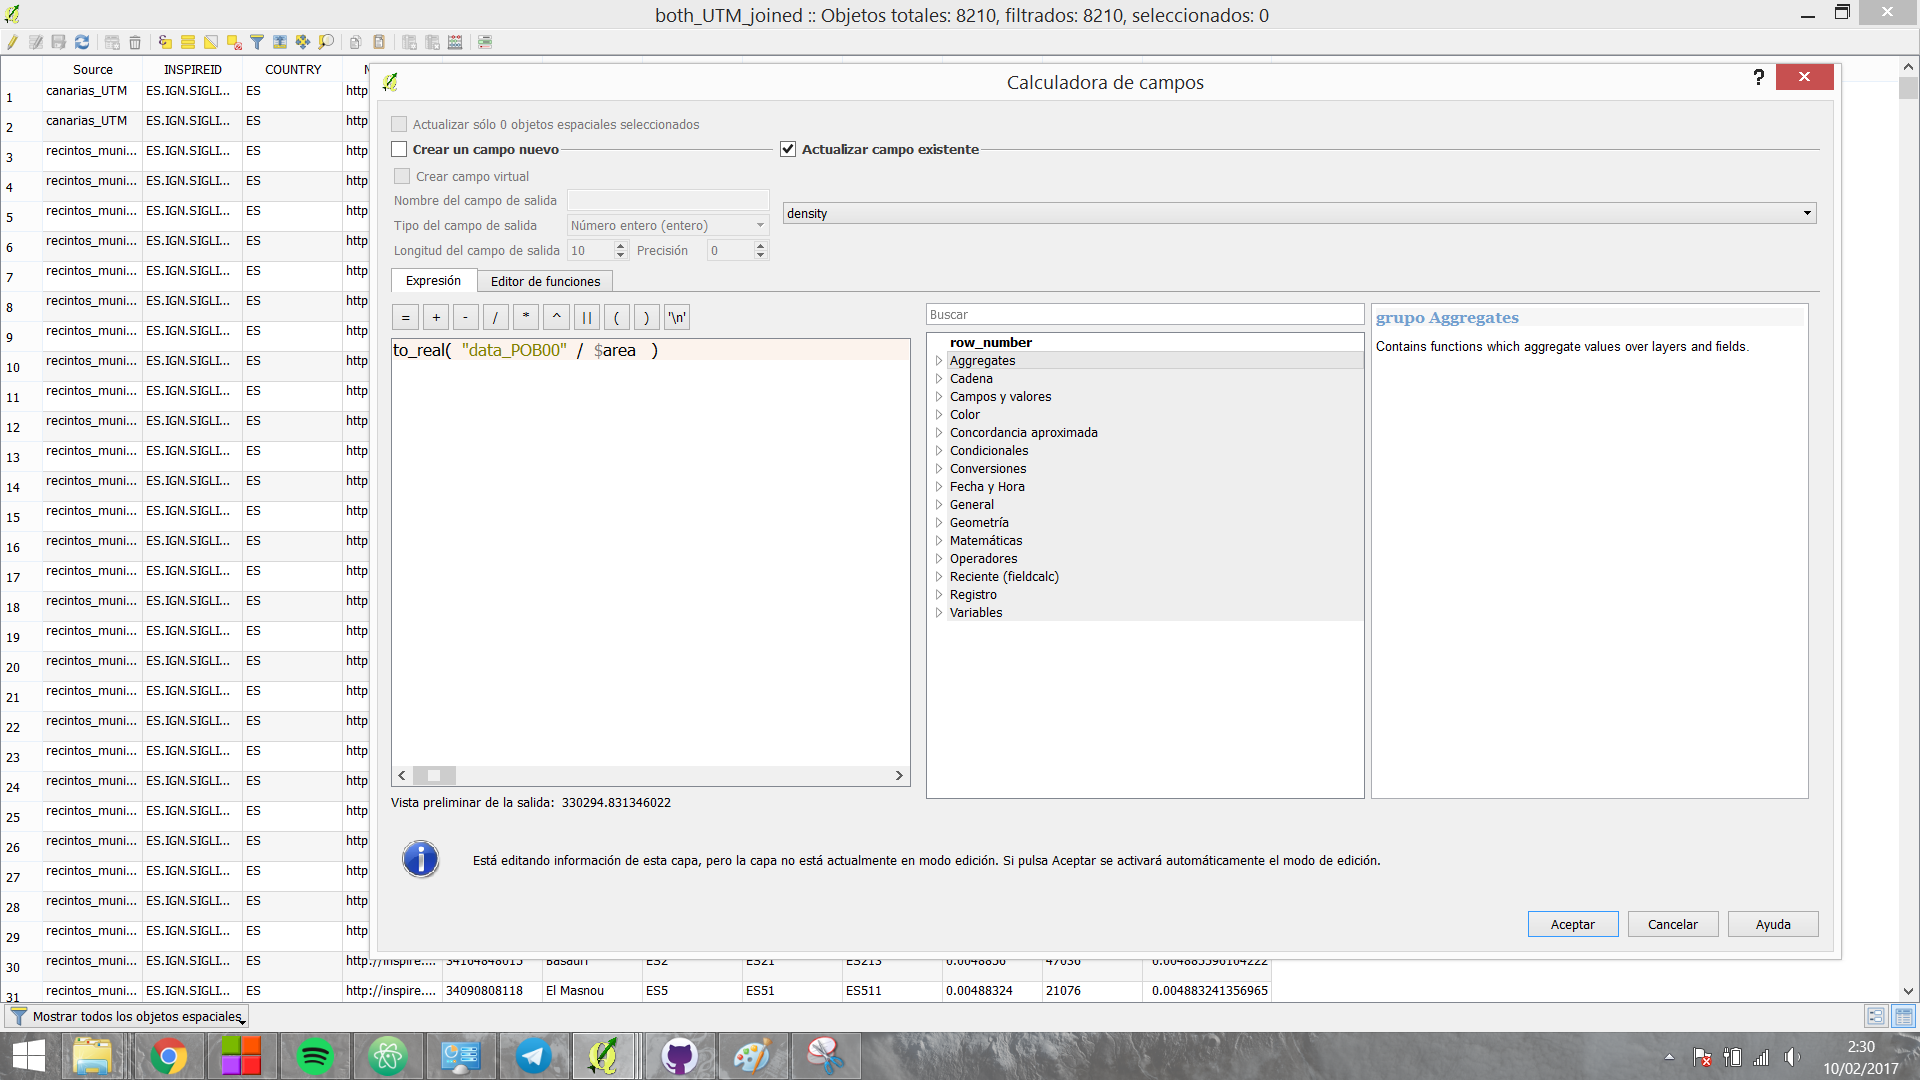 both_UTM_joined :: Objetos totales: 8210, filtrados: 8210, seleccionados: 0
Source INSPIREID COUNTRY
Calculadora de campos
?
1 canarias_UTM ES.IGN.SIGLI... ES http
2 canarias_UTM ES.IGN.SIGLI... ES http
3 recintos_muni... ES.IGN.SIGLI... ES http
4 recintos_muni... ES.IGN.SIGLI... ES http
5 recintos_muni... ES.IGN.SIGLI... ES http
6 recintos_muni... ES.IGN.SIGLI... ES http
7 recintos_muni... ES.IGN.SIGLI... ES http
8 recintos_muni... ES.IGN.SIGLI... ES http
9 recintos_muni... ES.IGN.SIGLI... ES http
10 recintos_muni... ES.IGN.SIGLI... ES http
11 recintos_muni... ES.IGN.SIGLI... ES http
12 recintos_muni... ES.IGN.SIGLI... ES http
13 recintos_muni... ES.IGN.SIGLI... ES http
14 recintos_muni... ES.IGN.SIGLI... ES http
15 recintos_muni... ES.IGN.SIGLI... ES http
16 recintos_muni... ES.IGN.SIGLI... ES http
17 recintos_muni... ES.IGN.SIGLI... ES http
18 recintos_muni... ES.IGN.SIGLI... ES http
19 recintos_muni... ES.IGN.SIGLI... ES http
20 recintos_muni... ES.IGN.SIGLI... ES http
21 recintos_muni... ES.IGN.SIGLI... ES http
22 recintos_muni... ES.IGN.SIGLI... ES http
23 recintos_muni... ES.IGN.SIGLI... ES http
24 recintos_muni... ES.IGN.SIGLI... ES http
25 recintos_muni... ES.IGN.SIGLI... ES http
26 recintos_muni... ES.IGN.SIGLI... ES http
27 recintos_muni... ES.IGN.SIGLI... ES http
28 recintos_muni... ES.IGN.SIGLI... ES http
29 recintos_muni... ES.IGN.SIGLI... ES http
30 recintos_muni... ES.IGN.SIGLI... ES http://inspire.... 34164848015 Basauri ES2 ES21 ES213 0.0048856 47036 0.004885596104222
31 recintos_muni... ES.IGN.SIGLI... ES http://inspire.... 34090808118 El Masnou ES5 ES51 ES511 0.00488324 21076 0.004883241356965
Actualizar sólo 0 objetos espaciales seleccionados
Crear un campo nuevo
Actualizar campo existente
Crear campo virtual
Nombre del campo de salida
Tipo del campo de salida Número entero (entero)
density
Longitud del campo de salida 10 Precisión 0
Expresión Editor de funciones
= + - / * ^ || ( ) '\n'
to_real( "data_POB00" / $area )
Vista preliminar de la salida: 330294.831346022
Buscar
row_number
Aggregates
Cadena
Campos y valores
Color
Concordancia aproximada
Condicionales
Conversiones
Fecha y Hora
General
Geometría
Matemáticas
Operadores
Reciente (fieldcalc)
Registro
Variables
grupo Aggregates
Contains functions which aggregate values over layers and fields.
Está editando información de esta capa, pero la capa no está actualmente en modo edición. Si pulsa Aceptar se activará automáticamente el modo de edición.
Aceptar Cancelar Ayuda
Mostrar todos los objetos espaciales
2:30
10/02/2017